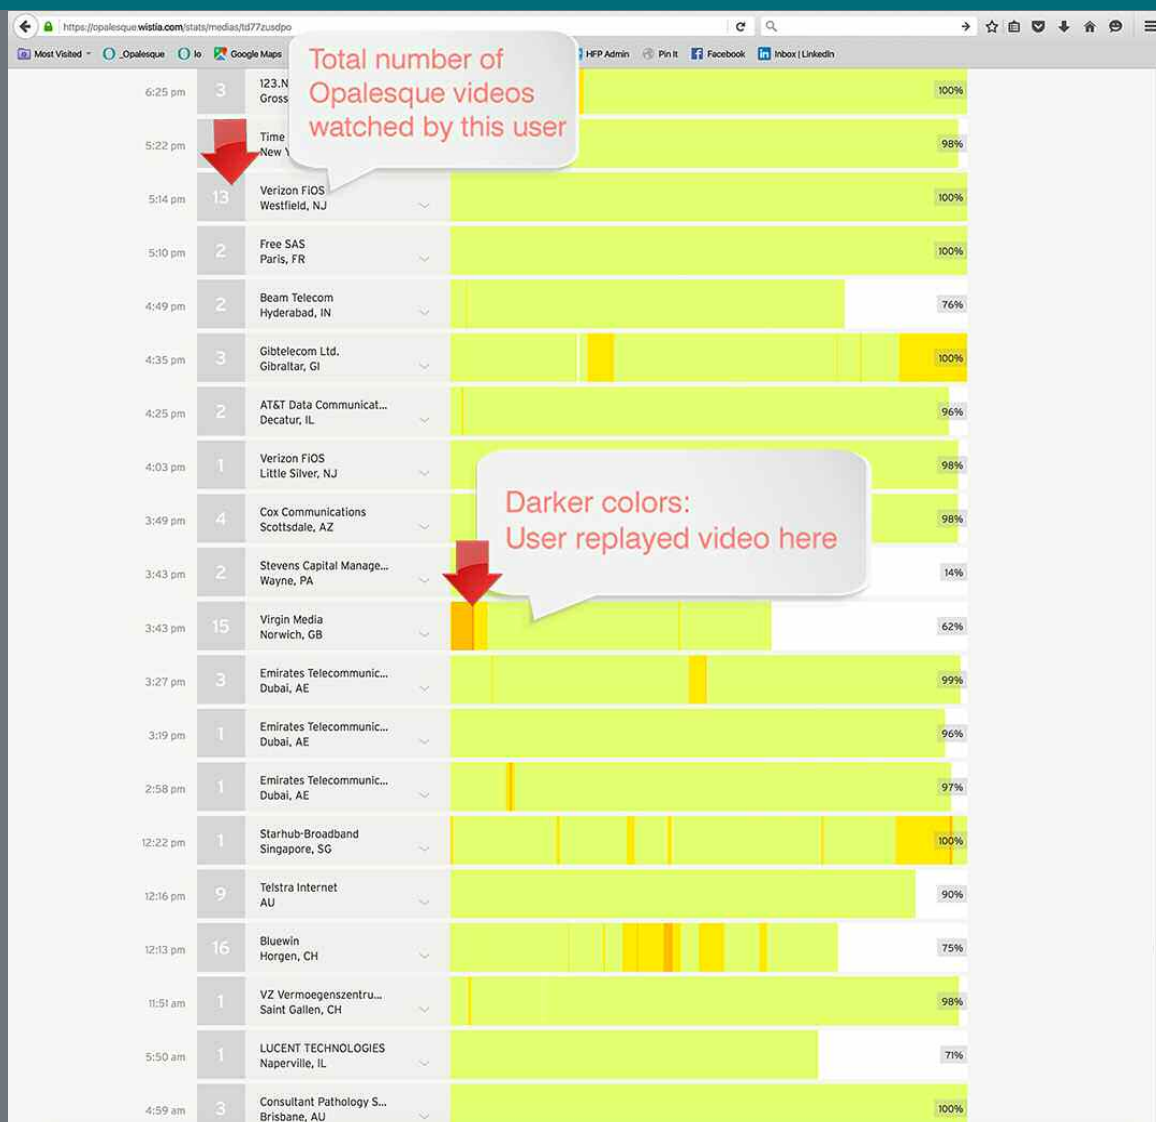 https://opalesque.wistia.com/stats/medias/td77zusdpo
Most Visited
_Opalesque
Io
Google Maps
HFP Admin
Pin It
Facebook
Inbox | LinkedIn
Total number of
Opalesque videos
watched by this user
6:25 pm 3 123.N
Gross
100%
5:22 pm Time
New
98%
5:14 pm 13 Verizon FiOS
Westfield, NJ
100%
5:10 pm 2 Free SAS
Paris, FR
100%
4:49 pm 2 Beam Telecom
Hyderabad, IN
76%
4:35 pm 3 Gibtelecom Ltd.
Gibraltar, GI
100%
4:25 pm 2 AT&T Data Communicat...
Decatur, IL
96%
4:03 pm 1 Verizon FiOS
Little Silver, NJ
98%
Darker colors:
User replayed video here
3:49 pm 4 Cox Communications
Scottsdale, AZ
98%
3:43 pm 2 Stevens Capital Manage...
Wayne, PA
14%
3:43 pm 15 Virgin Media
Norwich, GB
62%
3:27 pm 3 Emirates Telecommunic...
Dubai, AE
99%
3:19 pm 1 Emirates Telecommunic...
Dubai, AE
96%
2:58 pm 1 Emirates Telecommunic...
Dubai, AE
97%
12:22 pm 1 Starhub-Broadband
Singapore, SG
100%
12:16 pm 9 Telstra Internet
AU
90%
12:13 pm 16 Bluewin
Horgen, CH
75%
11:51 am 1 VZ Vermoegenszentru...
Saint Gallen, CH
98%
5:50 am 1 LUCENT TECHNOLOGIES
Naperville, IL
71%
4:59 am 3 Consultant Pathology S...
Brisbane, AU
100%